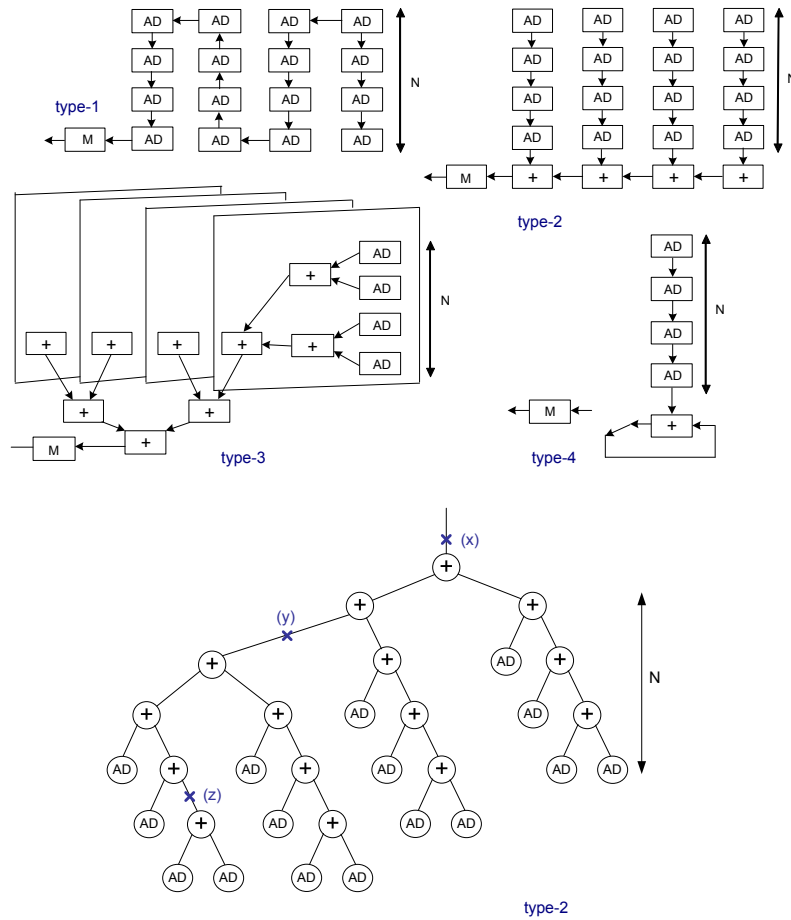 AD AD AD AD
AD AD AD AD
N
AD AD AD AD
type-1
M AD AD AD AD
AD AD AD AD
AD AD AD AD
N
AD AD AD AD
AD AD AD AD
M + + + +
type-2
AD
+
AD
N
AD
+ + + + +
AD
+ +
M +
type-3
AD
AD
N
AD
AD
M +
type-4
(x)
+
(y)
+ +
+ + AD +
N
+ + AD + AD +
AD + AD + AD + AD AD
(z)
AD + AD + AD AD
AD AD AD AD
type-2